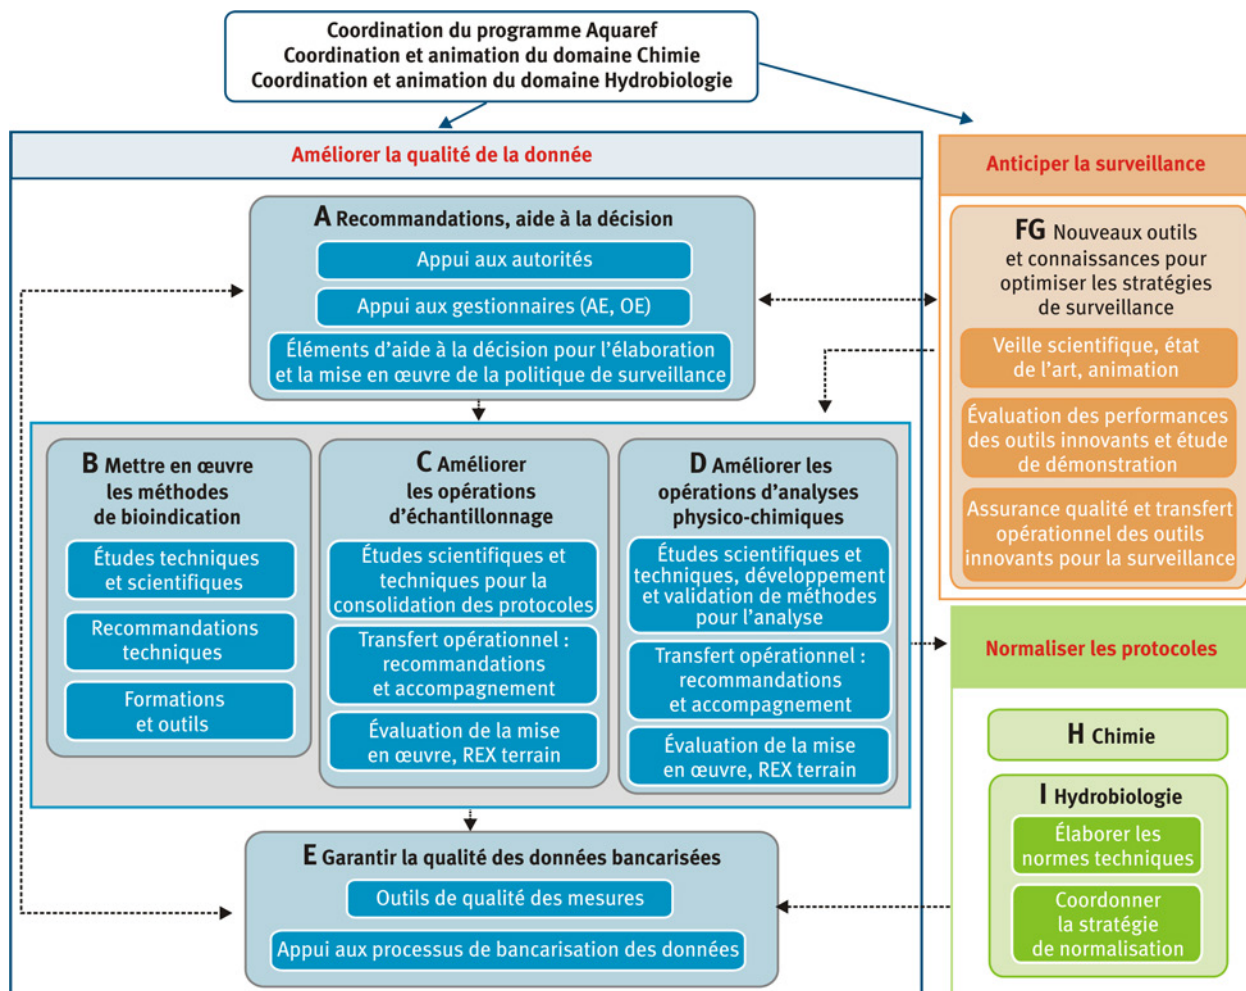 Coordination du programme Aquaref
Coordination et animation du domaine Chimie
Coordination et animation du domaine Hydrobiologie
Améliorer la qualité de la donnée
A Recommandations, aide à la décision
Appui aux autorités
Appui aux gestionnaires (AE, OE)
Éléments d'aide à la décision pour l'élaboration
et la mise en œuvre de la politique de surveillance
B Mettre en œuvre
les méthodes
de bioindication
Études techniques
et scientifiques
Recommandations
techniques
Formations
et outils
C Améliorer
les opérations
d'échantillonnage
Études scientifiques et
techniques pour la
consolidation des protocoles
Transfert opérationnel :
recommandations
et accompagnement
Évaluation de la mise
en œuvre, REX terrain
D Améliorer les
opérations d'analyses
physico-chimiques
Études scientifiques et
techniques, développement
et validation de méthodes
pour l'analyse
Transfert opérationnel :
recommandations
et accompagnement
Évaluation de la mise
en œuvre, REX terrain
E Garantir la qualité des données bancarisées
Outils de qualité des mesures
Appui aux processus de bancarisation des données
Anticiper la surveillance
FG Nouveaux outils
et connaissances pour
optimiser les stratégies
de surveillance
Veille scientifique, état
de l'art, animation
Évaluation des performances
des outils innovants et étude
de démonstration
Assurance qualité et transfert
opérationnel des outils
innovants pour la surveillance
Normaliser les protocoles
H Chimie
I Hydrobiologie
Élaborer les
normes techniques
Coordonner
la stratégie
de normalisation